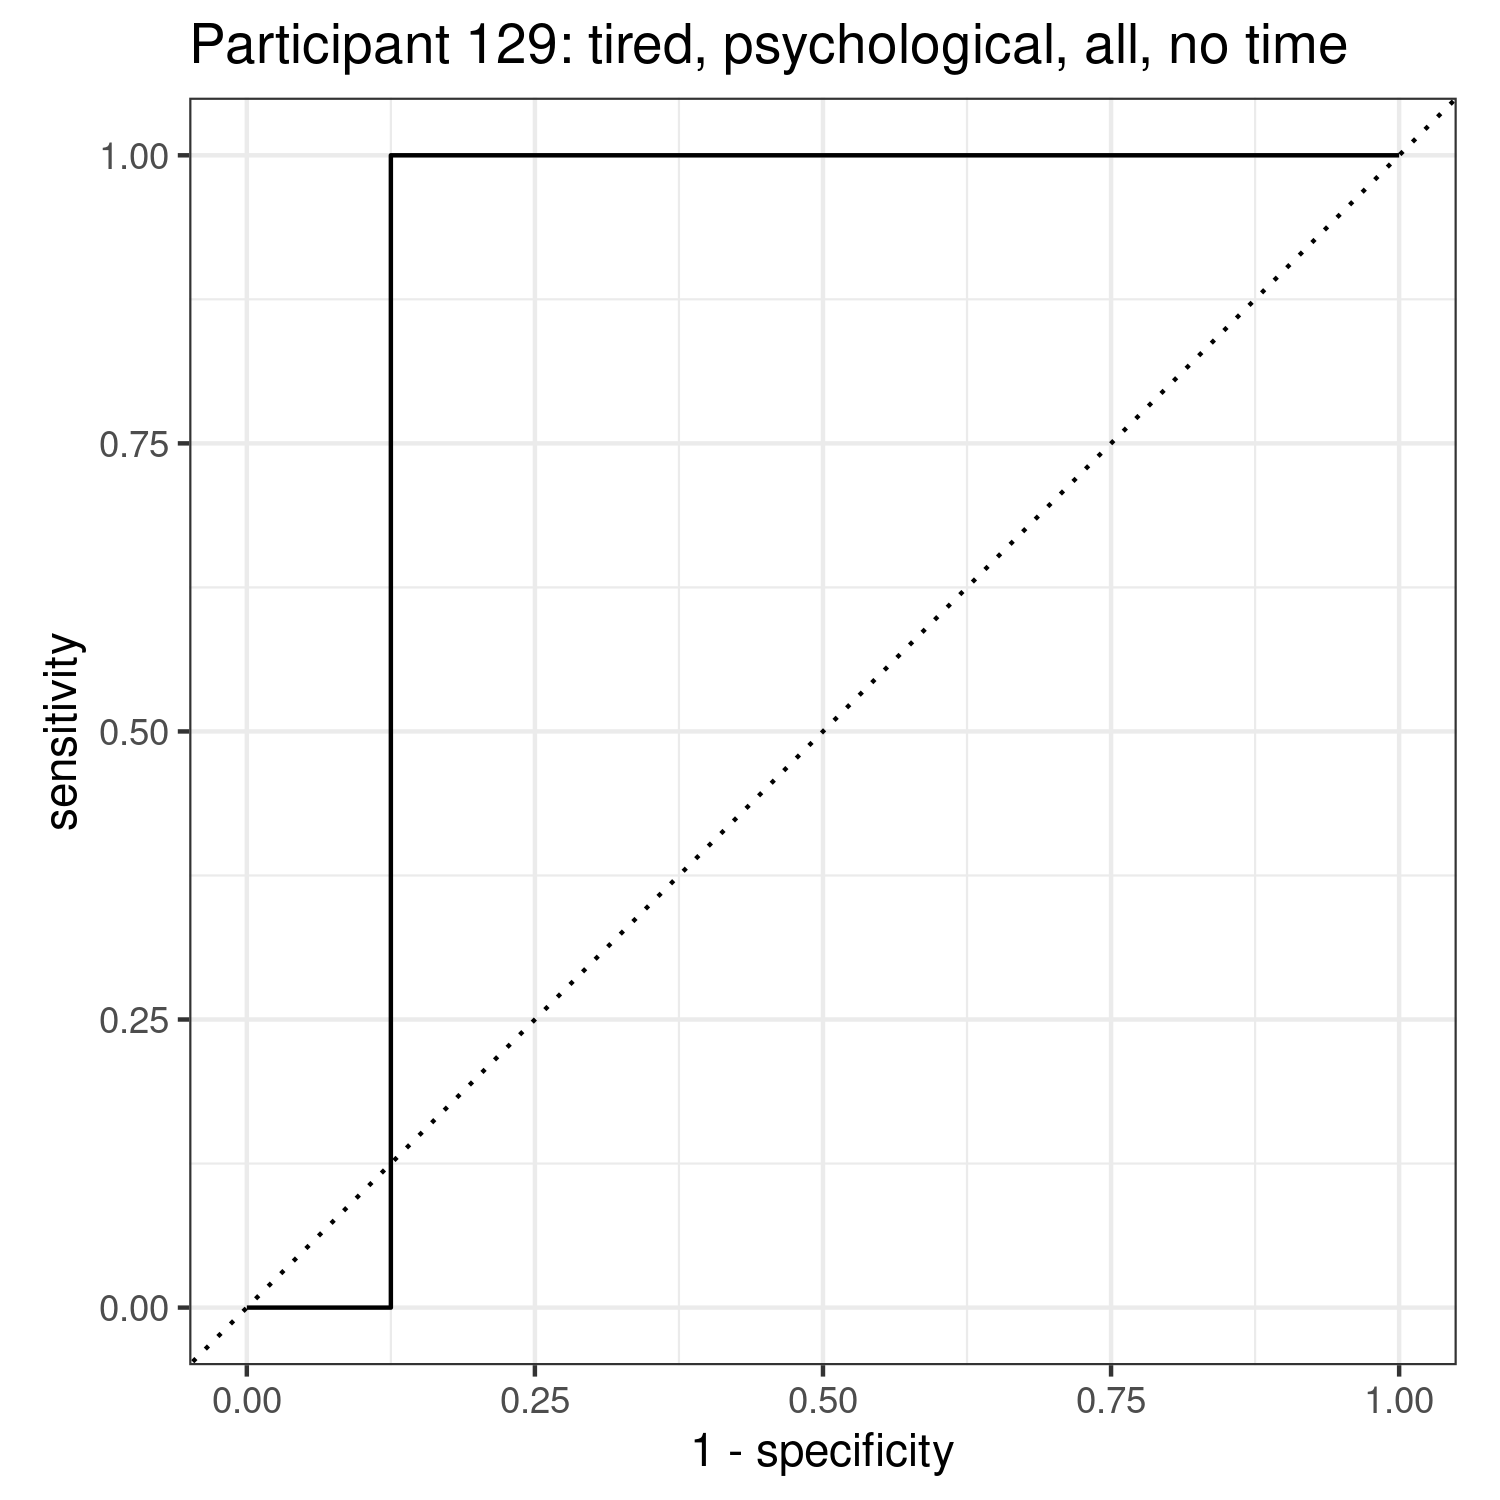 Participant 129: tired, psychological, all, no time
1.00
0.75
0.50
0.25
0.00
sensitivity
0.00 0.25 0.50 0.75 1.00
1 - specificity